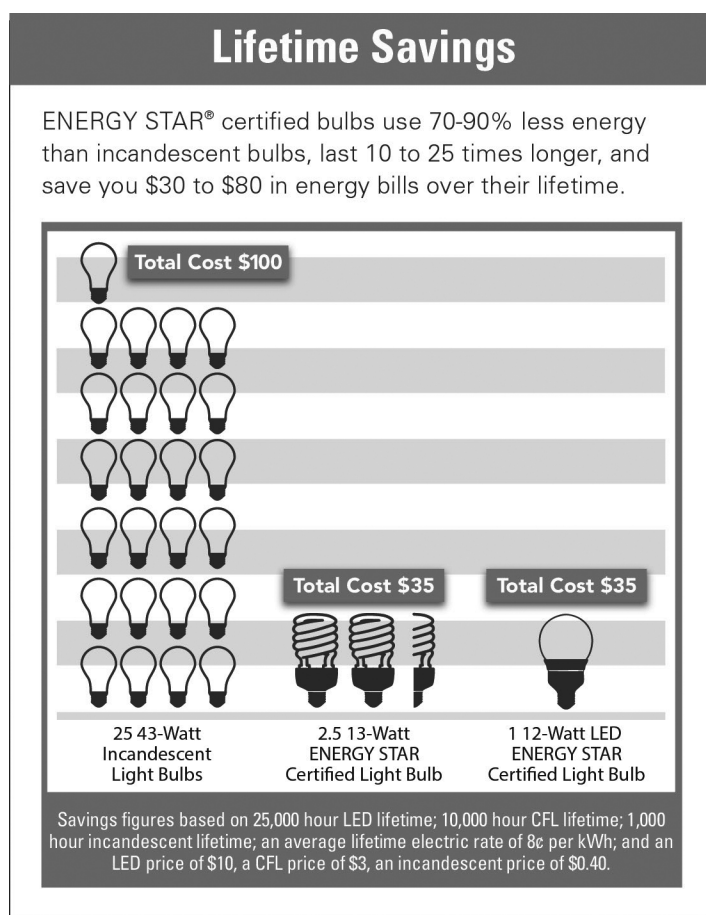 Lifetime Savings
ENERGY STAR® certified bulbs use 70-90% less energy
than incandescent bulbs, last 10 to 25 times longer, and
save you $30 to $80 in energy bills over their lifetime.
Total Cost $100
Total Cost $35
Total Cost $35
25 43-Watt
Incandescent
Light Bulbs
2.5 13-Watt
ENERGY STAR
Certified Light Bulb
1 12-Watt LED
ENERGY STAR
Certified Light Bulb
Savings figures based on 25,000 hour LED lifetime; 10,000 hour CFL lifetime; 1,000
hour incandescent lifetime; an average lifetime electric rate of 8¢ per kWh; and an
LED price of $10, a CFL price of $3, an incandescent price of $0.40.